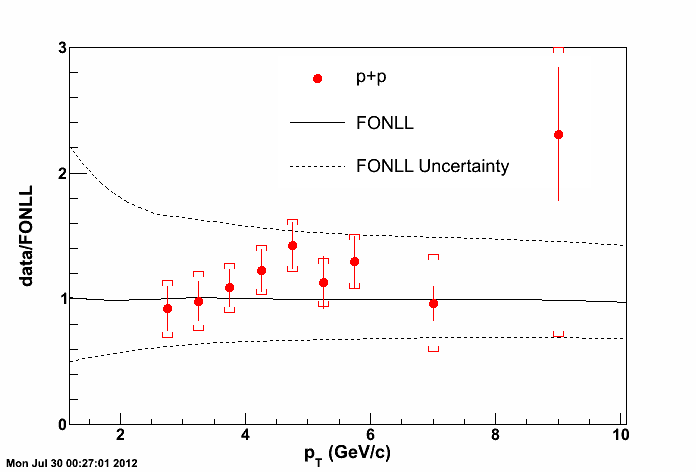 3
2
1
0
data/FONLL
p+p
FONLL
FONLL Uncertainty
2 4 6 8 10
p_T (GeV/c)
Mon Jul 30 00:27:01 2012